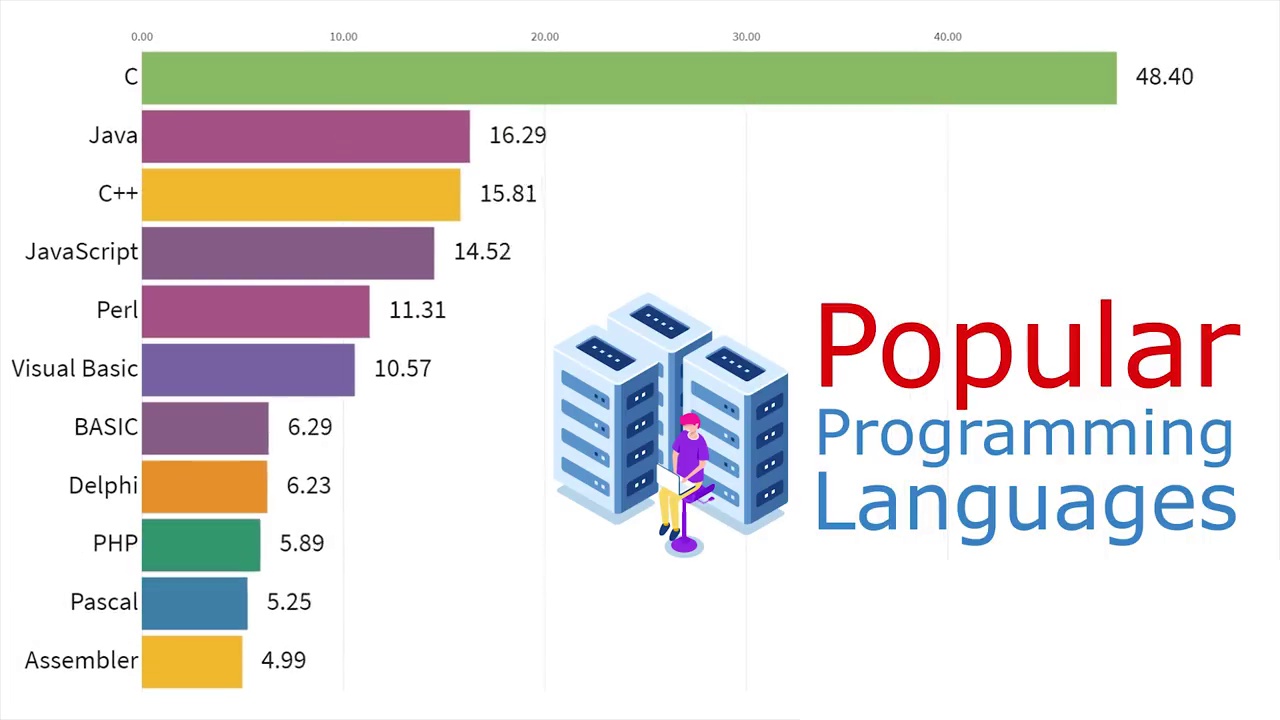 0.00 10.00 20.00 30.00 40.00
C 48.40
Java 16.29
C++ 15.81
JavaScript 14.52
Perl 11.31
Visual Basic 10.57
BASIC 6.29
Delphi 6.23
PHP 5.89
Pascal 5.25
Assembler 4.99
Popular
Programming
Languages